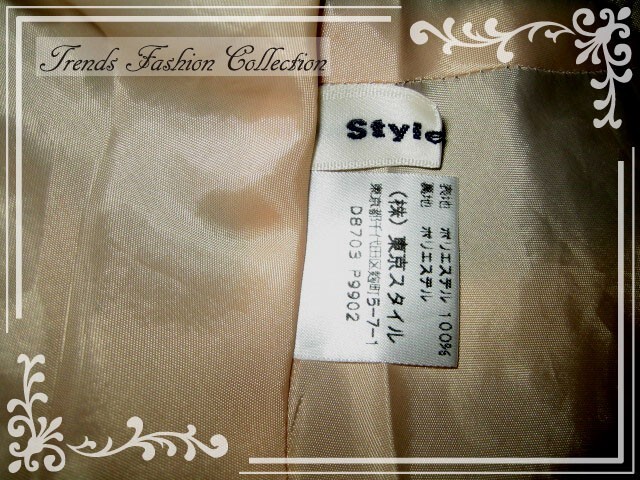 Trends Fashion Collection
Style
表地 ポリエステル 100%
裏地 ポリエステル
(株) 東京スタイル
東京都千代田区麹町5-7-1
D8703 P9902